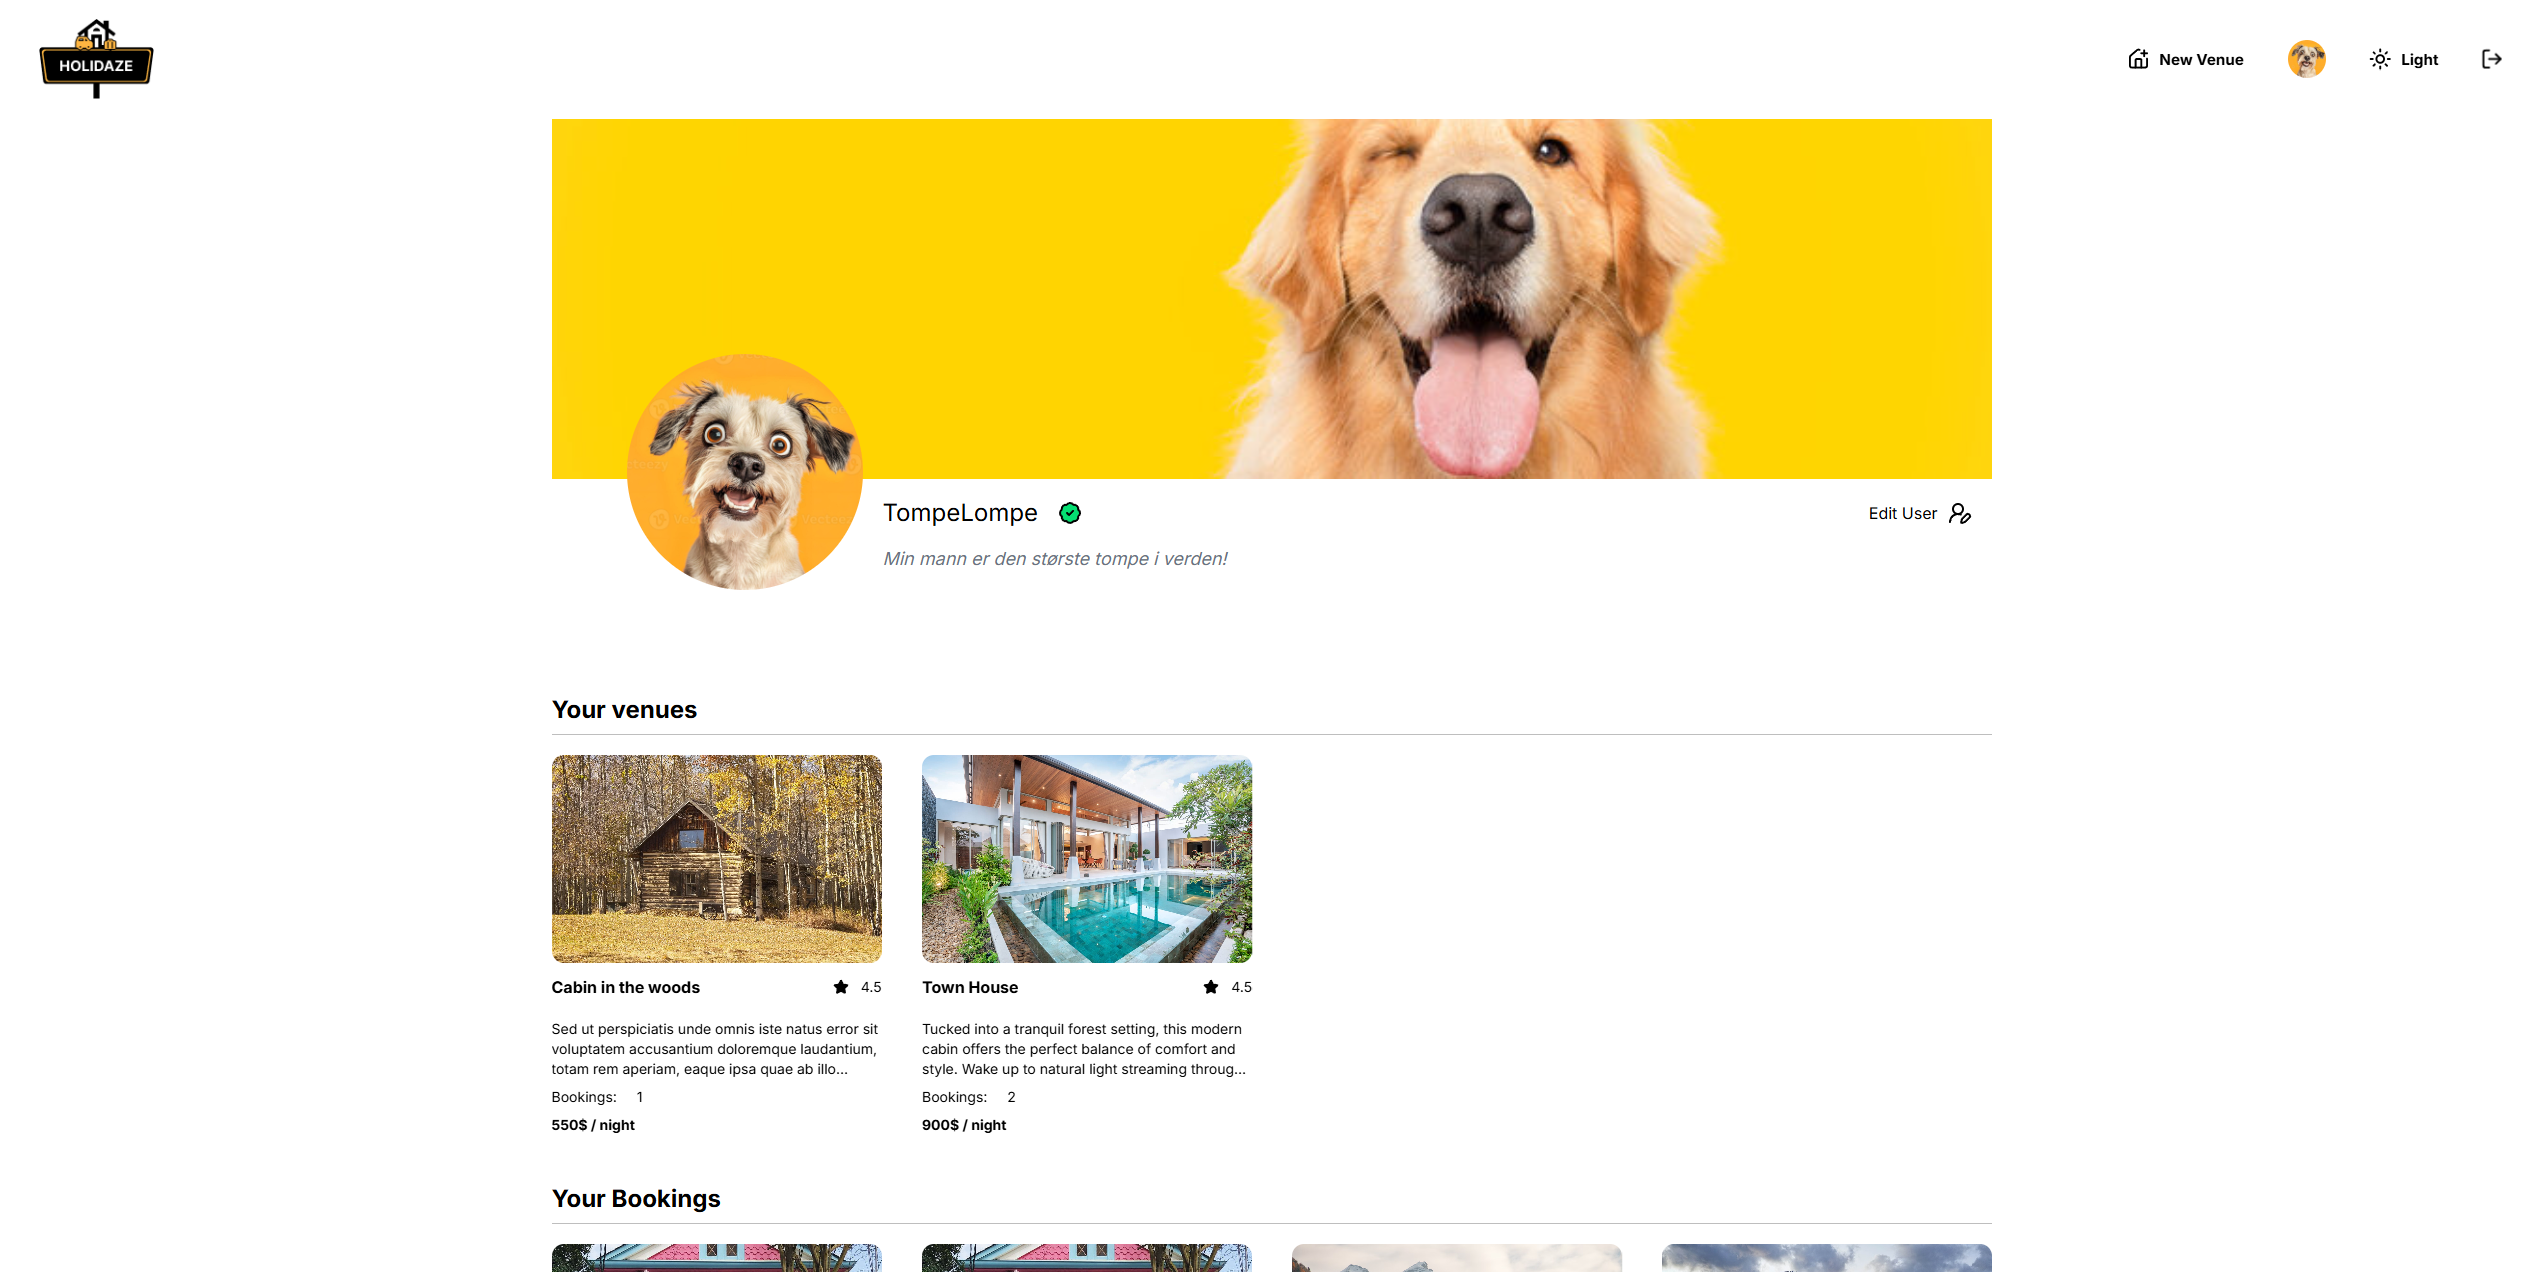 HOLIDAZE
New Venue
Light
TompeLompe
Edit User
Min mann er den største tompe i verden!
Your venues
Cabin in the woods
4.5
Sed ut perspiciatis unde omnis iste natus error sit
voluptatem accusantium doloremque laudantium,
totam rem aperiam, eaque ipsa quae ab illo...
Bookings: 1
550$ / night
Town House
4.5
Tucked into a tranquil forest setting, this modern
cabin offers the perfect balance of comfort and
style. Wake up to natural light streaming throug...
Bookings: 2
900$ / night
Your Bookings